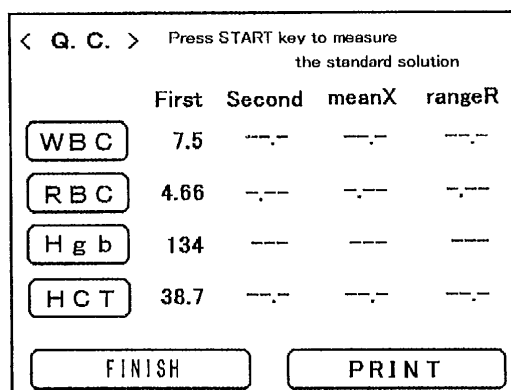 < Q. C. > Press START key to measure
the standard solution
First Second meanX rangeR
WBC 7.5 --.- --.- --.-
RBC 4.66 -.-- -.-- -.--
Hgb 134 --- --- ---
HCT 38.7 --.- --.- --.-
FINISH PRINT